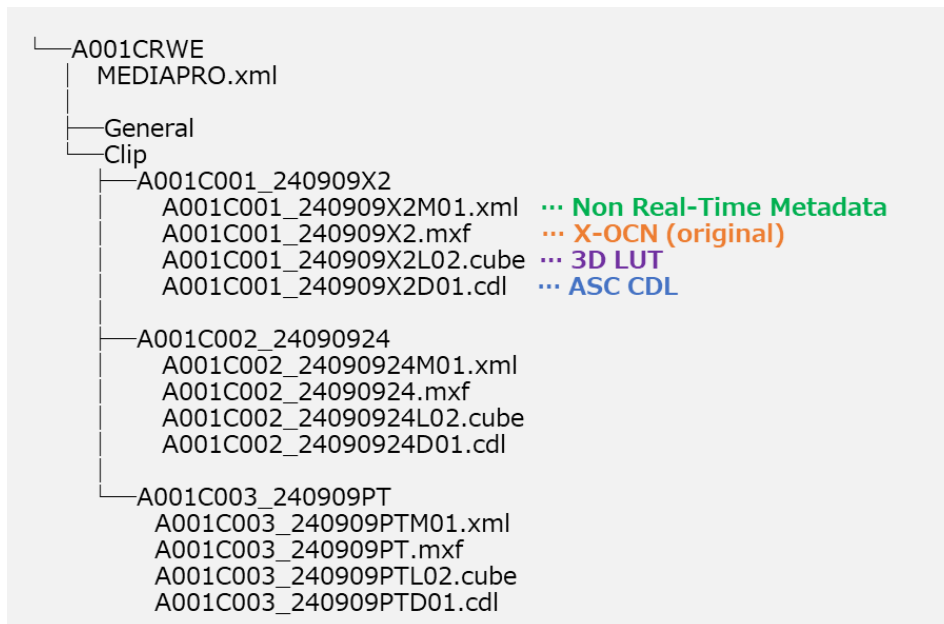 A001CRWE
MEDIAPRO.xml
General
Clip
A001C001_240909X2
A001C001_240909X2M01.xml ··· Non Real-Time Metadata
A001C001_240909X2.mxf ··· X-OCN (original)
A001C001_240909X2L02.cube ··· 3D LUT
A001C001_240909X2D01.cdl ··· ASC CDL
A001C002_24090924
A001C002_24090924M01.xml
A001C002_24090924.mxf
A001C002_24090924L02.cube
A001C002_24090924D01.cdl
A001C003_240909PT
A001C003_240909PTM01.xml
A001C003_240909PT.mxf
A001C003_240909PTL02.cube
A001C003_240909PTD01.cdl